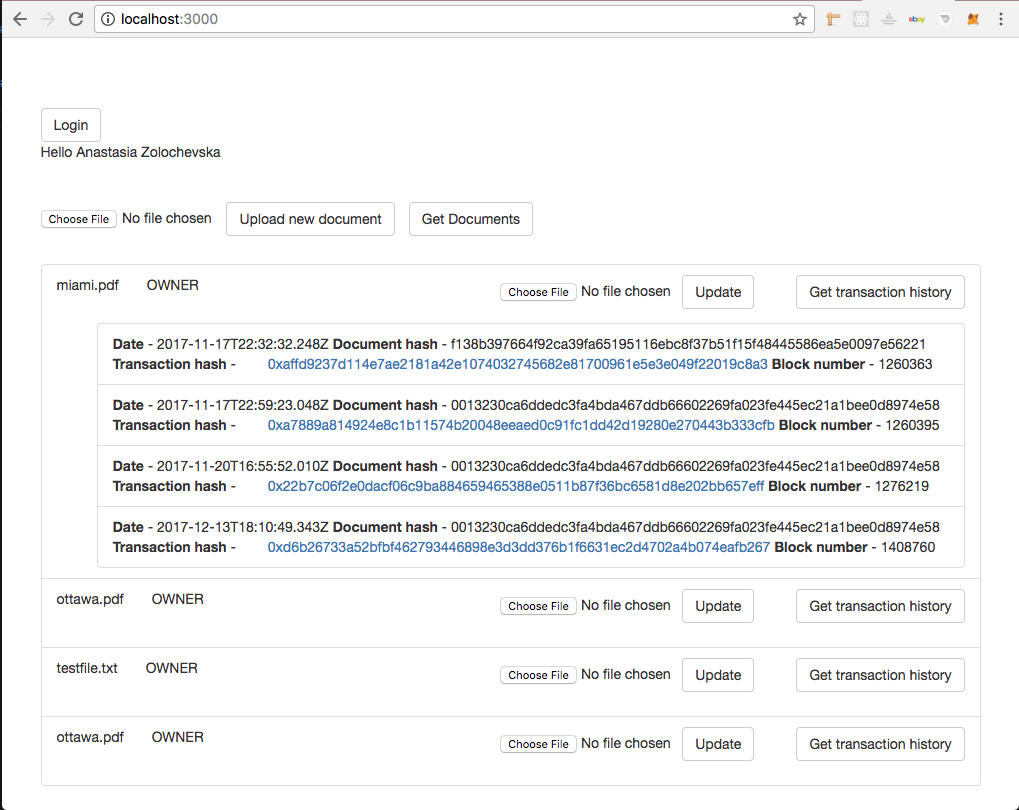 localhost:3000
ebay
Login
Hello Anastasia Zolochevska
Choose File No file chosen Upload new document Get Documents
miami.pdf OWNER Choose File No file chosen Update Get transaction history
Date - 2017-11-17T22:32:32.248Z Document hash - f138b397664f92ca39fa65195116ebc8f37b51f15f48445586ea5e0097e56221
Transaction hash - 0xaffd9237d114e7ae2181a42e1074032745682e81700961e5e3e049f22019c8a3 Block number - 1260363
Date - 2017-11-17T22:59:23.048Z Document hash - 0013230ca6ddedc3fa4bda467ddb66602269fa023fe445ec21a1bee0d8974e58
Transaction hash - 0xa7889a814924e8c1b11574b20048eeaed0c91fc1dd42d19280e270443b333cfb Block number - 1260395
Date - 2017-11-20T16:55:52.010Z Document hash - 0013230ca6ddedc3fa4bda467ddb66602269fa023fe445ec21a1bee0d8974e58
Transaction hash - 0x22b7c06f2e0dacf06c9ba884659465388e0511b87f36bc6581d8e202bb657eff Block number - 1276219
Date - 2017-12-13T18:10:49.343Z Document hash - 0013230ca6ddedc3fa4bda467ddb66602269fa023fe445ec21a1bee0d8974e58
Transaction hash - 0xd6b26733a52bfbf462793446898e3d3dd376b1f6631ec2d4702a4b074eafb267 Block number - 1408760
ottawa.pdf OWNER Choose File No file chosen Update Get transaction history
testfile.txt OWNER Choose File No file chosen Update Get transaction history
ottawa.pdf OWNER Choose File No file chosen Update Get transaction history